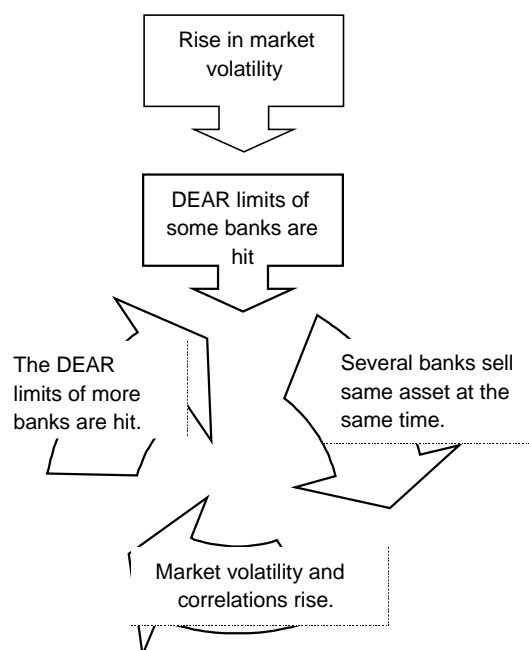 Rise in market
volatility
DEAR limits of
some banks are
hit
Several banks sell
same asset at the
same time.
Market volatility and
correlations rise.
The DEAR
limits of more
banks are hit.